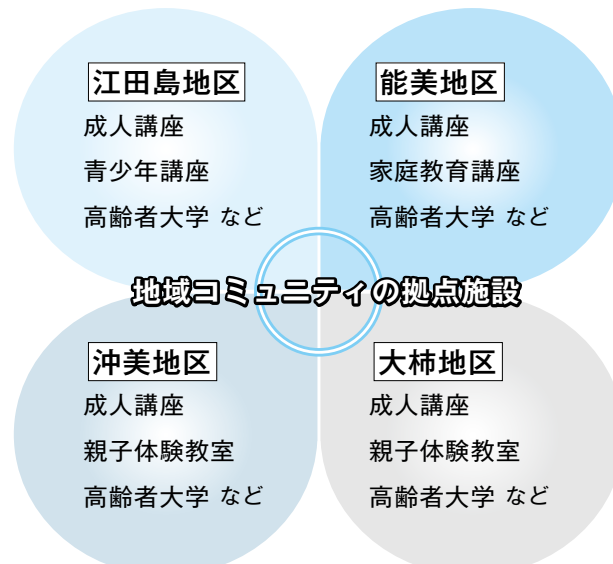 江田島地区
成人講座
青少年講座
高齢者大学 など
能美地区
成人講座
家庭教育講座
高齢者大学 など
地域コミュニティの拠点施設
沖美地区
成人講座
親子体験教室
高齢者大学 など
大柿地区
成人講座
親子体験教室
高齢者大学 など